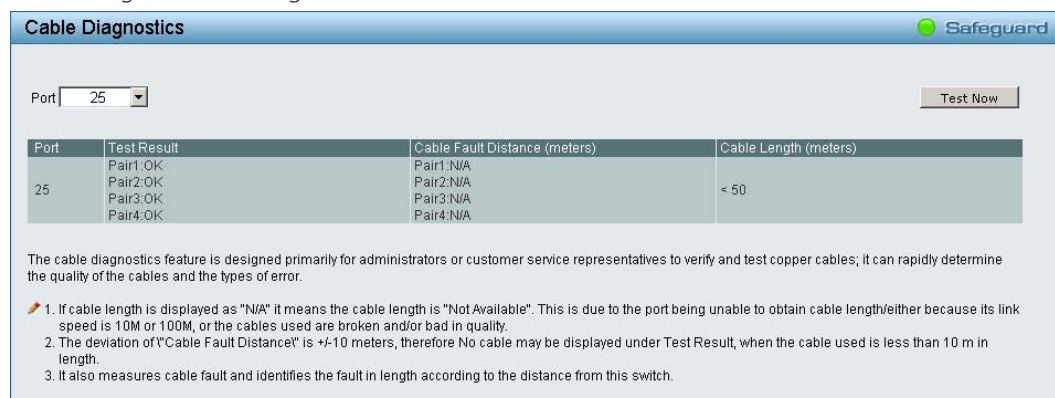 Cable Diagnostics
Safeguard
Port 25
Test Now
Port Test Result Cable Fault Distance (meters) Cable Length (meters)
25
Pair1:OK Pair1:N/A
Pair2:OK Pair2:N/A
< 50
Pair3:OK Pair3:N/A
Pair4:OK Pair4:N/A
The cable diagnostics feature is designed primarily for administrators or customer service representatives to verify and test copper cables; it can rapidly determine
the quality of the cables and the types of error.
1. If cable length is displayed as "N/A" it means the cable length is "Not Available". This is due to the port being unable to obtain cable length/either because its link
speed is 10M or 100M, or the cables used are broken and/or bad in quality.
2. The deviation of \"Cable Fault Distance\" is +/-10 meters, therefore No cable may be displayed under Test Result, when the cable used is less than 10 m in
length.
3. It also measures cable fault and identifies the fault in length according to the distance from this switch.